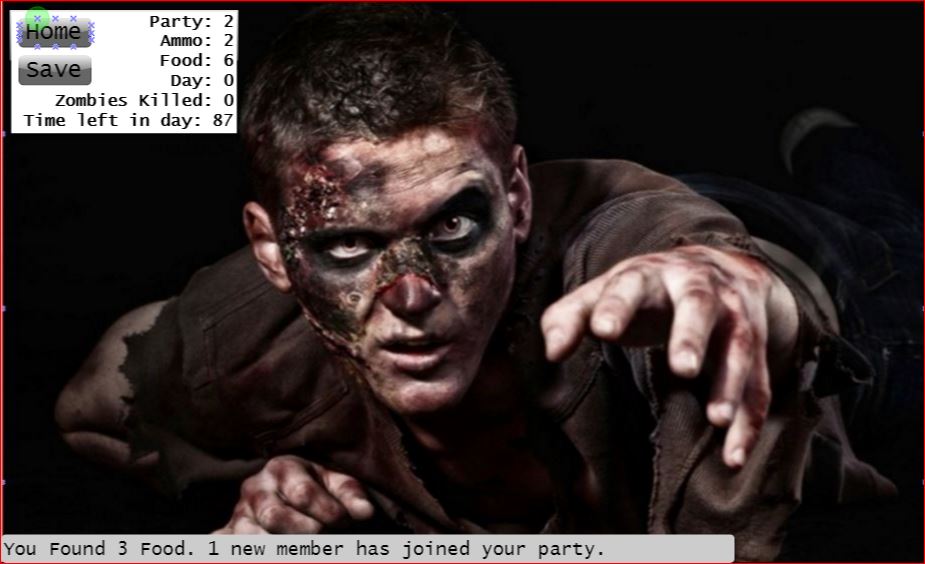 Home
Save
Party: 2
Ammo: 2
Food: 6
Day: 0
Zombies Killed: 0
Time left in day: 87
You Found 3 Food. 1 new member has joined your party.